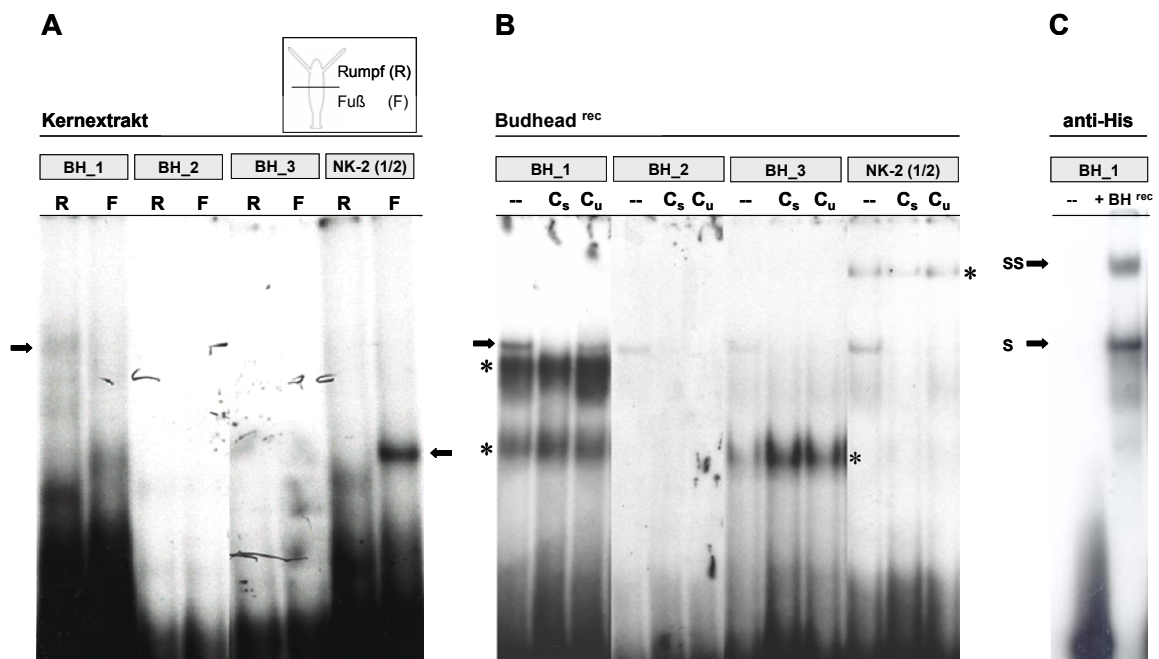 A
Rumpf (R)
Fuß (F)
Kernextrakt
BH_1 BH_2 BH_3 NK-2 (1/2)
R F R F R F R F
B
Budhead rec
BH_1 BH_2 BH_3 NK-2 (1/2)
-- Cs Cu -- Cs Cu -- Cs Cu -- Cs Cu
*
*
*
*
C
anti-His
BH_1
-- + BH rec
SS
S